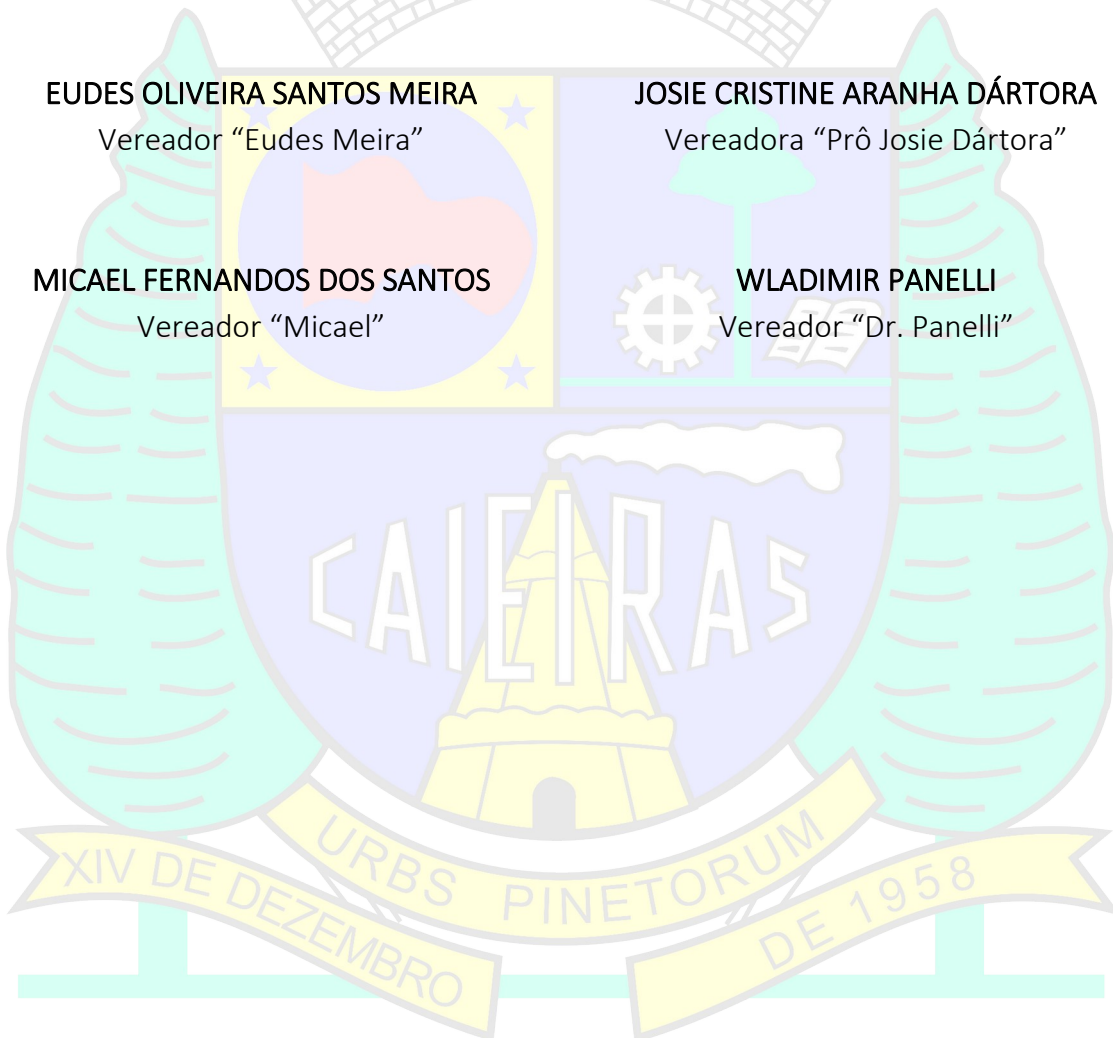 EUDES OLIVEIRA SANTOS MEIRA
Vereador “Eudes Meira”
JOSIE CRISTINE ARANHA DÁRTORA
Vereadora “Prô Josie Dártora”
MICAEL FERNANDOS DOS SANTOS
Vereador “Micael”
WLADIMIR PANELLI
Vereador “Dr. Panelli”
CAIEIRAS
URBS PINETORUM
XIV DE DEZEMBRO
DE 1958